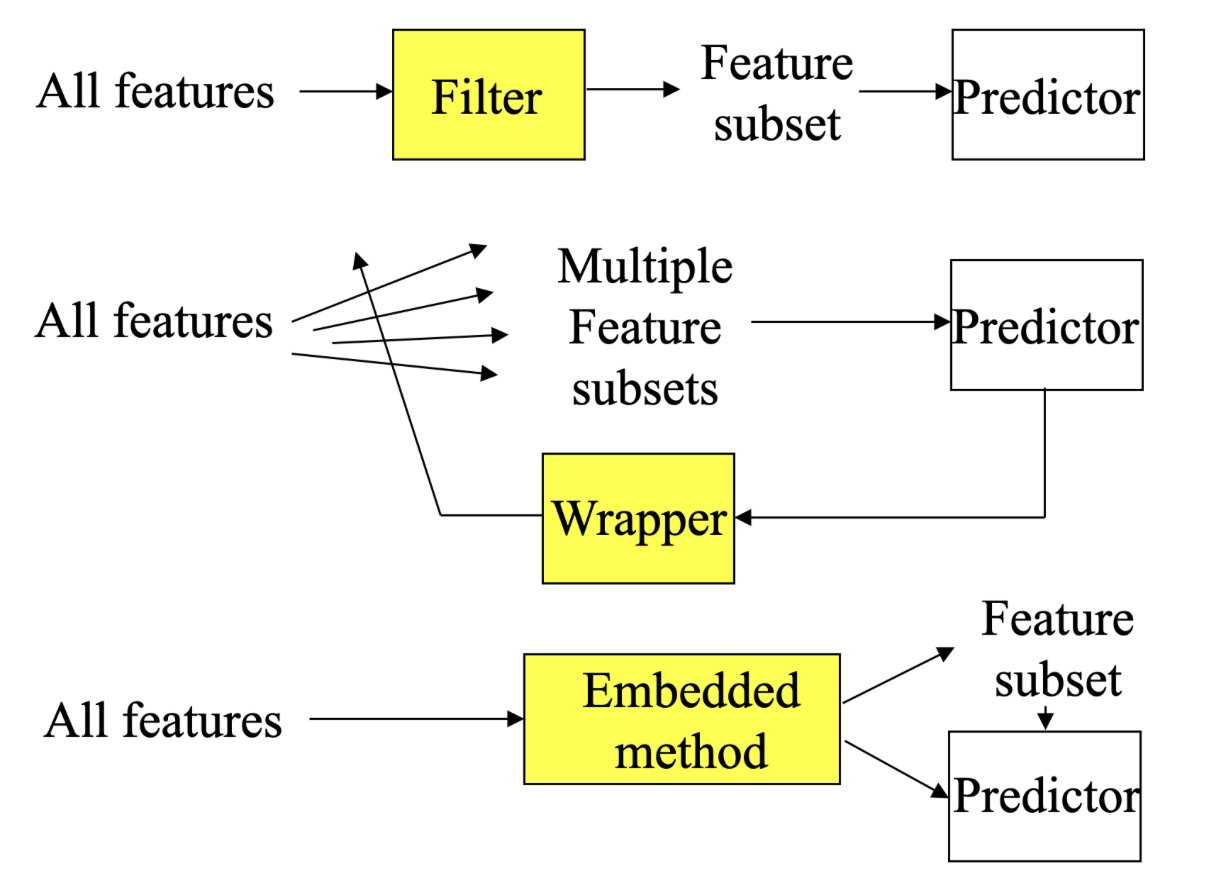 All features
Filter
Feature
subset
Predictor
All features
Multiple
Feature
subsets
Predictor
Wrapper
All features
Embedded
method
Feature
subset
Predictor